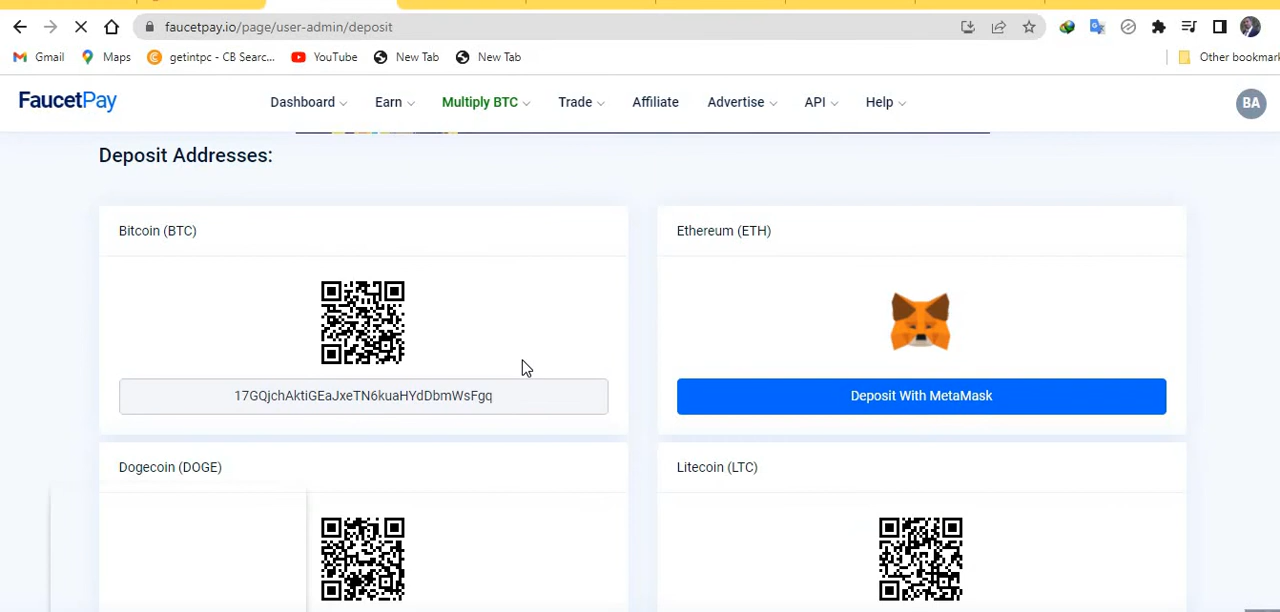 faucetpay.io/page/user-admin/deposit
Gmail Maps getintpc - CB Searc... YouTube New Tab New Tab Other bookmark
FaucetPay Dashboard Earn Multiply BTC Trade Affiliate Advertise API Help BA
Deposit Addresses:
Bitcoin (BTC) Ethereum (ETH)
17GQjchAktiGEaJxeTN6kuaHYdDbmWsFgq Deposit With MetaMask
Dogecoin (DOGE) Litecoin (LTC)